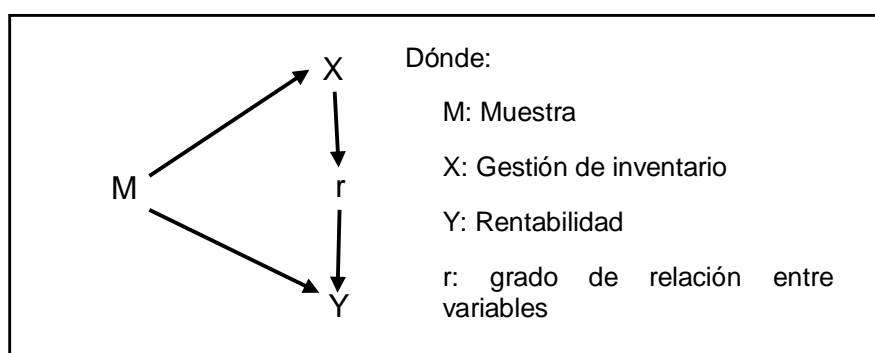 X
M
r
Y
Dónde:
M: Muestra
X: Gestión de inventario
Y: Rentabilidad
r: grado de relación entre
variables